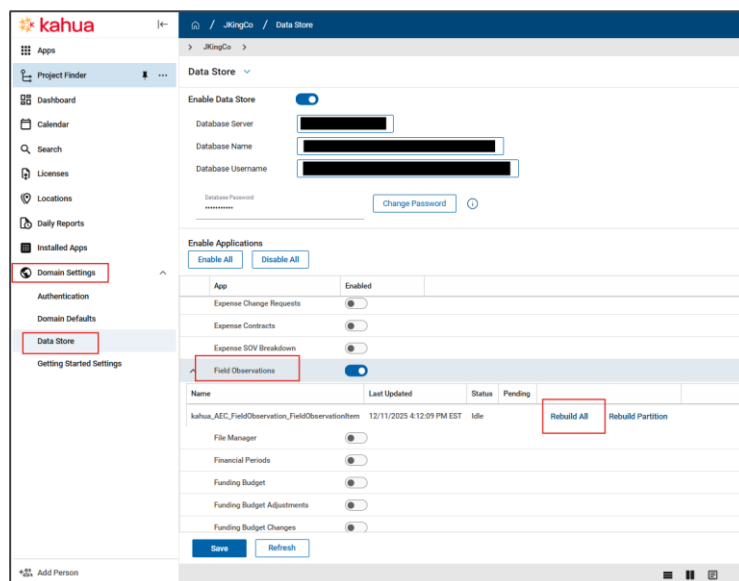 kahua
/ JKingCo / Data Store
Apps
> JKingCo >
Project Finder
Data Store
Dashboard
Enable Data Store
Calendar
Database Server
Search
Database Name
Licenses
Database Username
Locations
Database Password
Change Password
Daily Reports
Installed Apps
Enable Applications
Enable All Disable All
Domain Settings
App Enabled
Authentication
Expense Change Requests
Domain Defaults
Expense Contracts
Data Store
Expense SOV Breakdown
Getting Started Settings
Field Observations
Name Last Updated Status Pending
kahua_AEC_FieldObservation_FieldObservationItem 12/11/2025 4:12:09 PM EST Idle Rebuild All Rebuild Partition
File Manager
Financial Periods
Funding Budget
Funding Budget Adjustments
Funding Budget Changes
Save Refresh
Add Person